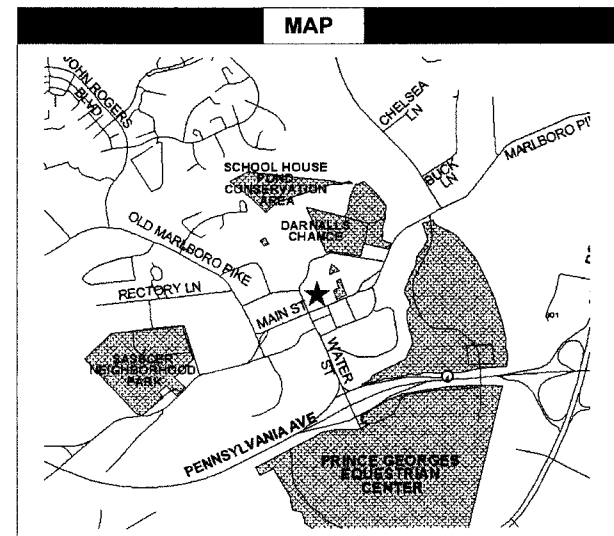 MAP
JOHN ROGERS
BLVD
CHELSEA
LN
MARLBORO PIK
BUCK
LN
SCHOOL HOUSE
POND
CONSERVATION
AREA
DARNALLS
CHANCE
OLD MARLBORO PIKE
RECTORY LN
MAIN ST
WATER
ST
SASSCER
NEIGHBORHOOD
PARK
PENNSYLVANIA AVE
PRINCE GEORGES
EQUESTRIAN
CENTER